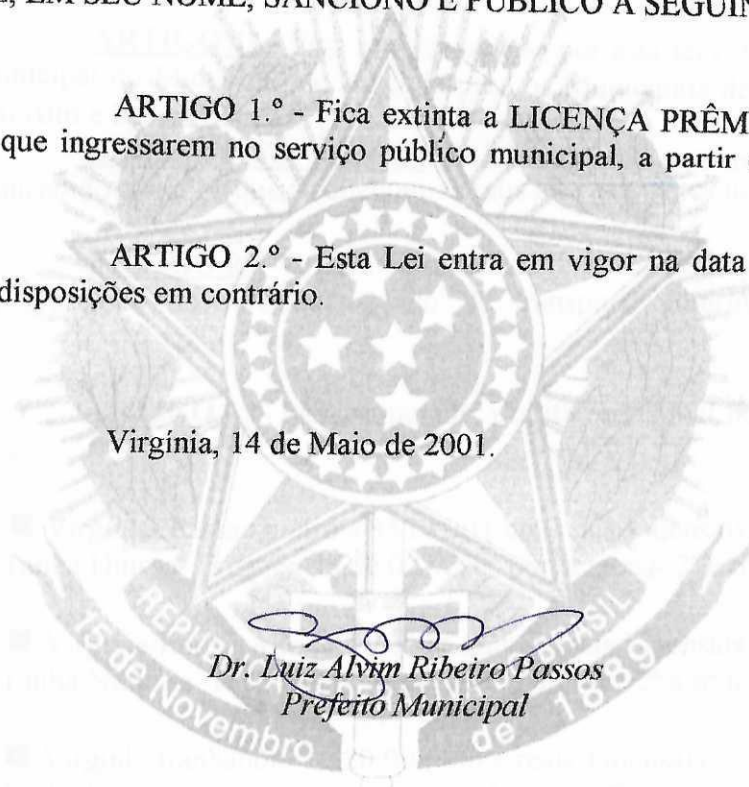 , EM SEU NOME, SANCIONO E PUBLICO A SEGUIN
ARTIGO 1.º - Fica extinta a LICENÇA PRÊM
que ingressarem no serviço público municipal, a partir
ARTIGO 2.º - Esta Lei entra em vigor na data
disposições em contrário.
Virgínia, 14 de Maio de 2001.
Dr. Luiz Alvim Ribeiro Passos
Prefeito Municipal
15 de Novembro de 1889